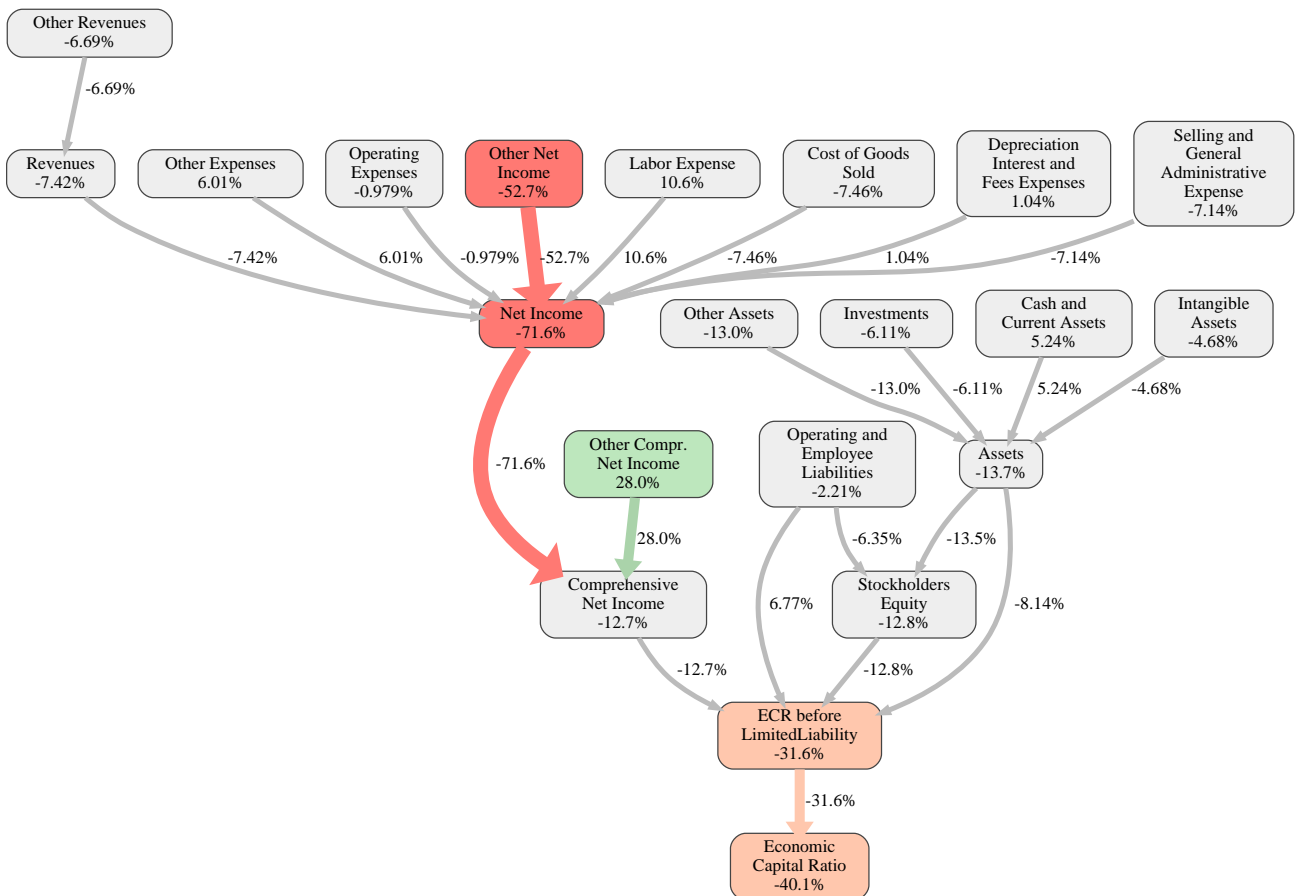 Other Revenues
-6.69%
-6.69%
Revenues
-7.42%
Other Expenses
6.01%
Operating
Expenses
-0.979%
Other Net
Income
-52.7%
Labor Expense
10.6%
Cost of Goods
Sold
-7.46%
Depreciation
Interest and
Fees Expenses
1.04%
Selling and
General
Administrative
Expense
-7.14%
-7.42%
6.01%
-0.979%
-52.7%
10.6%
-7.46%
1.04%
-7.14%
Net Income
-71.6%
Other Assets
-13.0%
Investments
-6.11%
Cash and
Current Assets
5.24%
Intangible
Assets
-4.68%
-13.0%
-6.11%
5.24%
-4.68%
-71.6%
Other Compr.
Net Income
28.0%
Operating and
Employee
Liabilities
-2.21%
Assets
-13.7%
28.0%
-6.35%
-13.5%
Comprehensive
Net Income
-12.7%
6.77%
Stockholders
Equity
-12.8%
-8.14%
-12.7%
-12.8%
ECR before
LimitedLiability
-31.6%
-31.6%
Economic
Capital Ratio
-40.1%